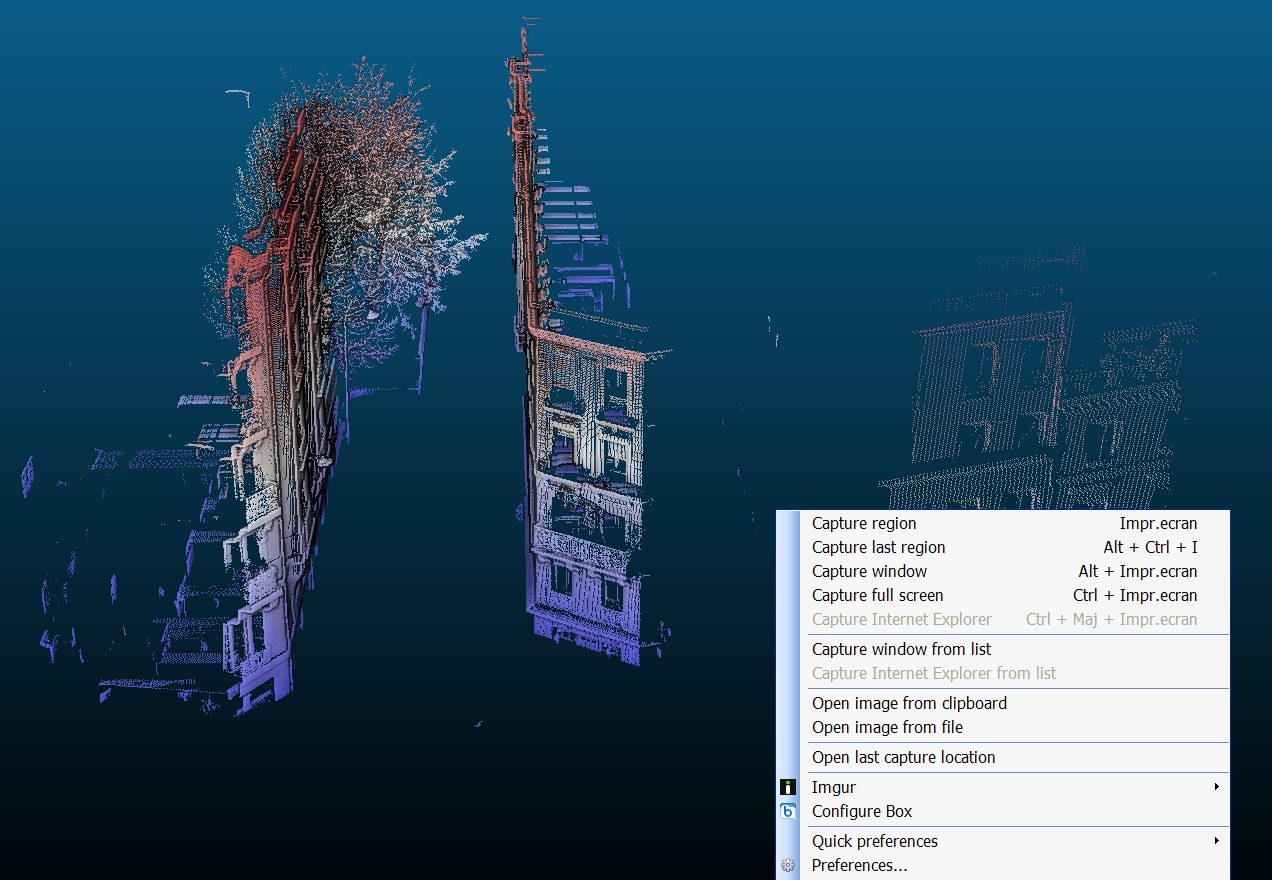 Capture region Impr.ecran
Capture last region Alt + Ctrl + I
Capture window Alt + Impr.ecran
Capture full screen Ctrl + Impr.ecran
Capture Internet Explorer Ctrl + Maj + Impr.ecran
Capture window from list
Capture Internet Explorer from list
Open image from clipboard
Open image from file
Open last capture location
Imgur
Configure Box
Quick preferences
Preferences...